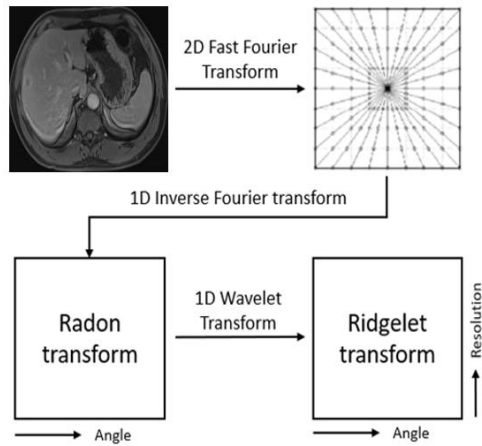 2D Fast Fourier
Transform
1D Inverse Fourier transform
Radon
transform
1D Wavelet
Transform
Ridgelet
transform
Resolution
Angle
Angle